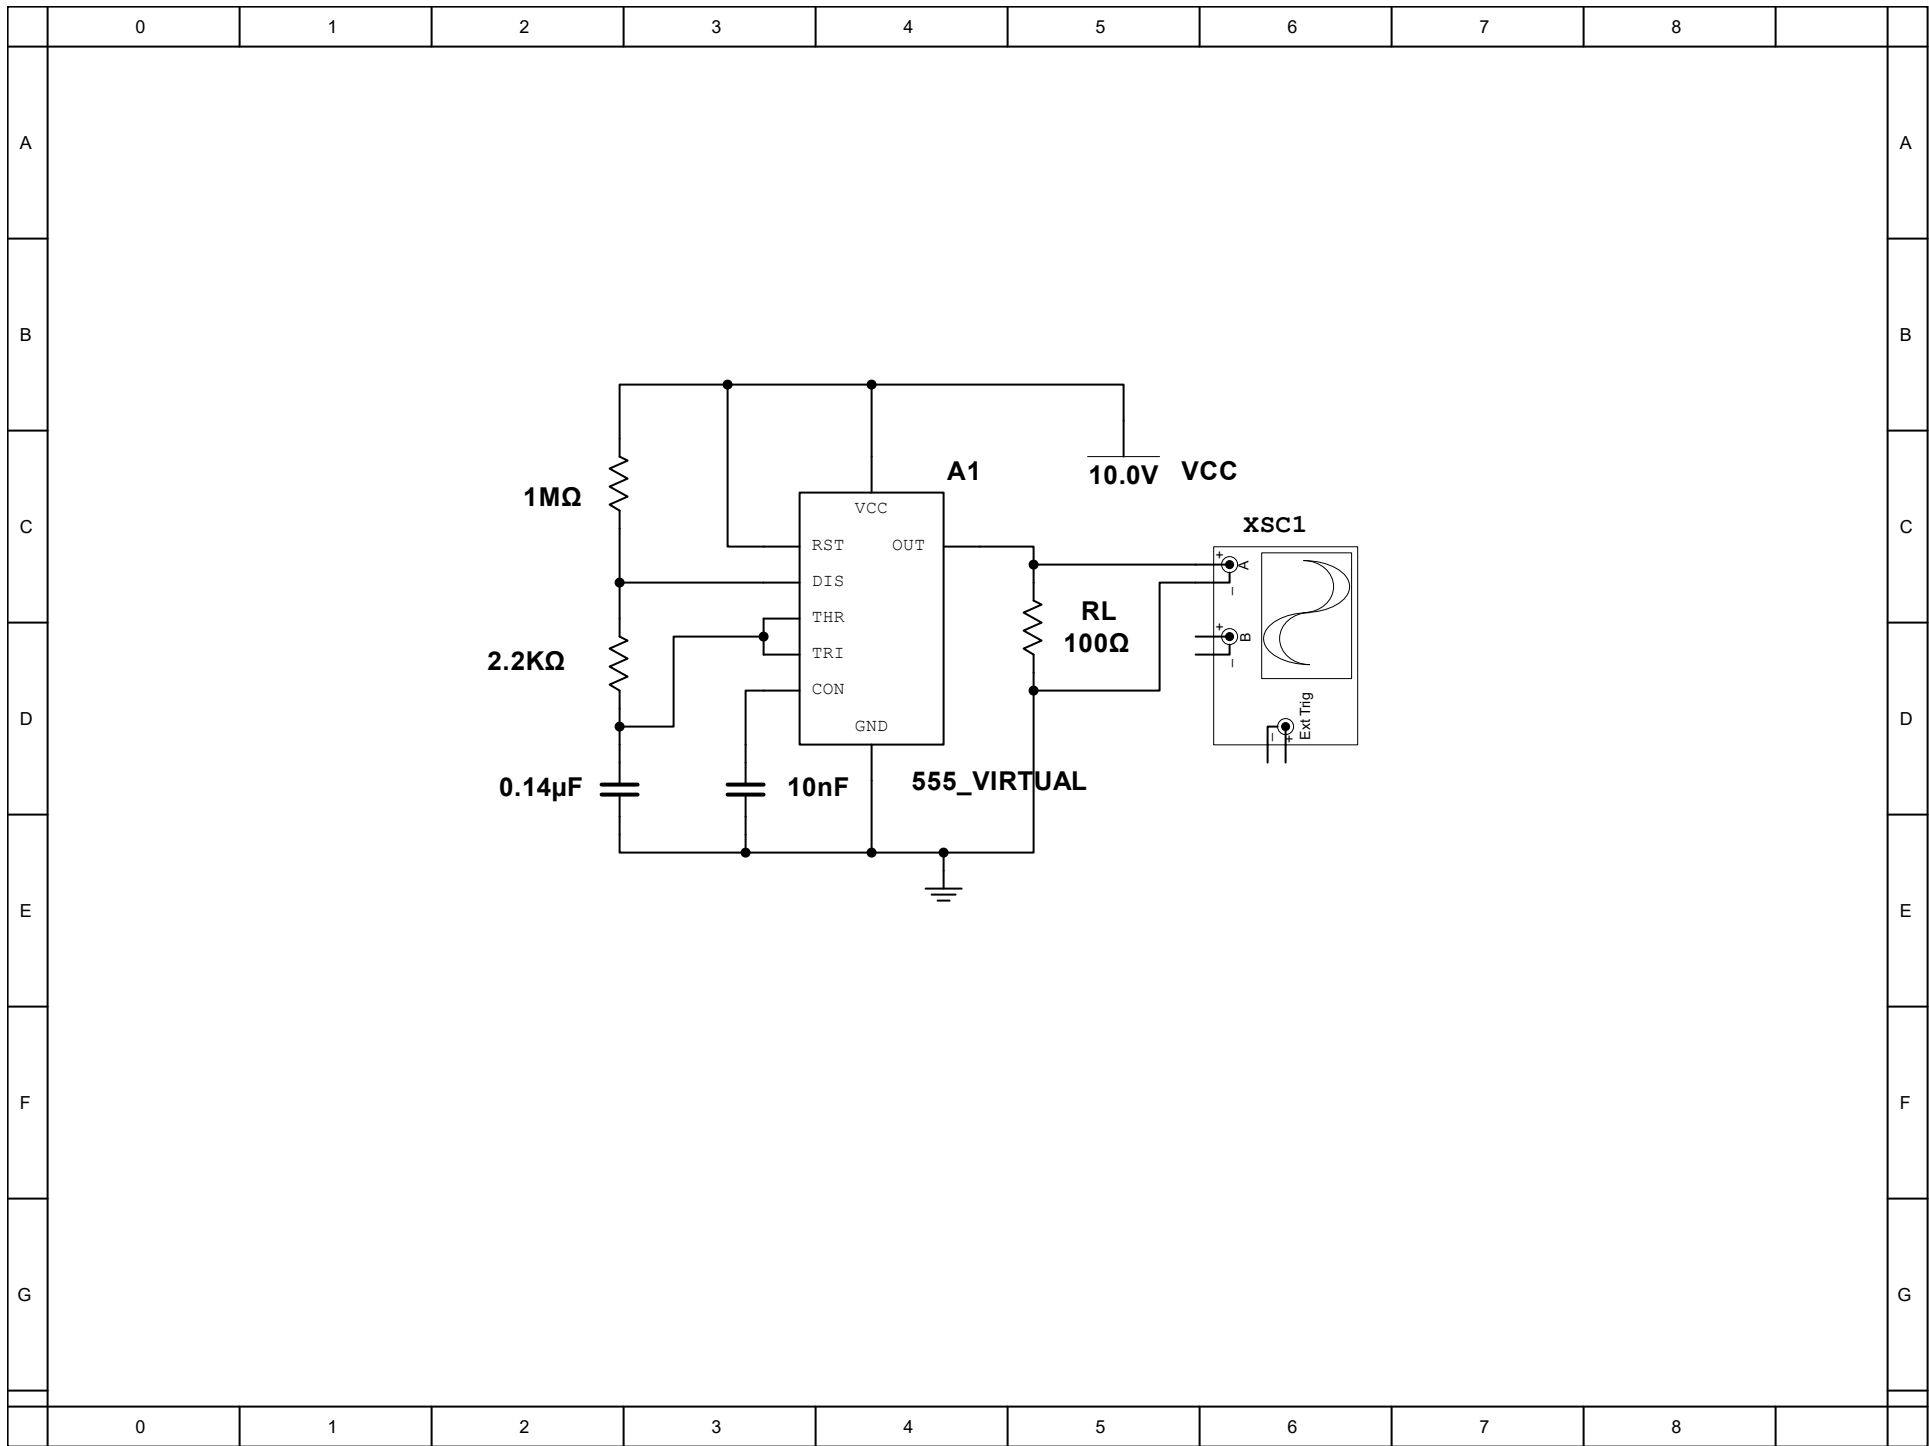 0 1 2 3 4 5 6 7 8
A A
B B
A1
10.0V VCC
1MΩ
VCC
XSC1
C C
RST OUT
+ A
DIS
–
THR
RL
+ B
2.2KΩ
100Ω
TRI
–
CON
Ext Trig
D D
GND
– +
0.14µF
10nF
555_VIRTUAL
E E
F F
G G
0 1 2 3 4 5 6 7 8